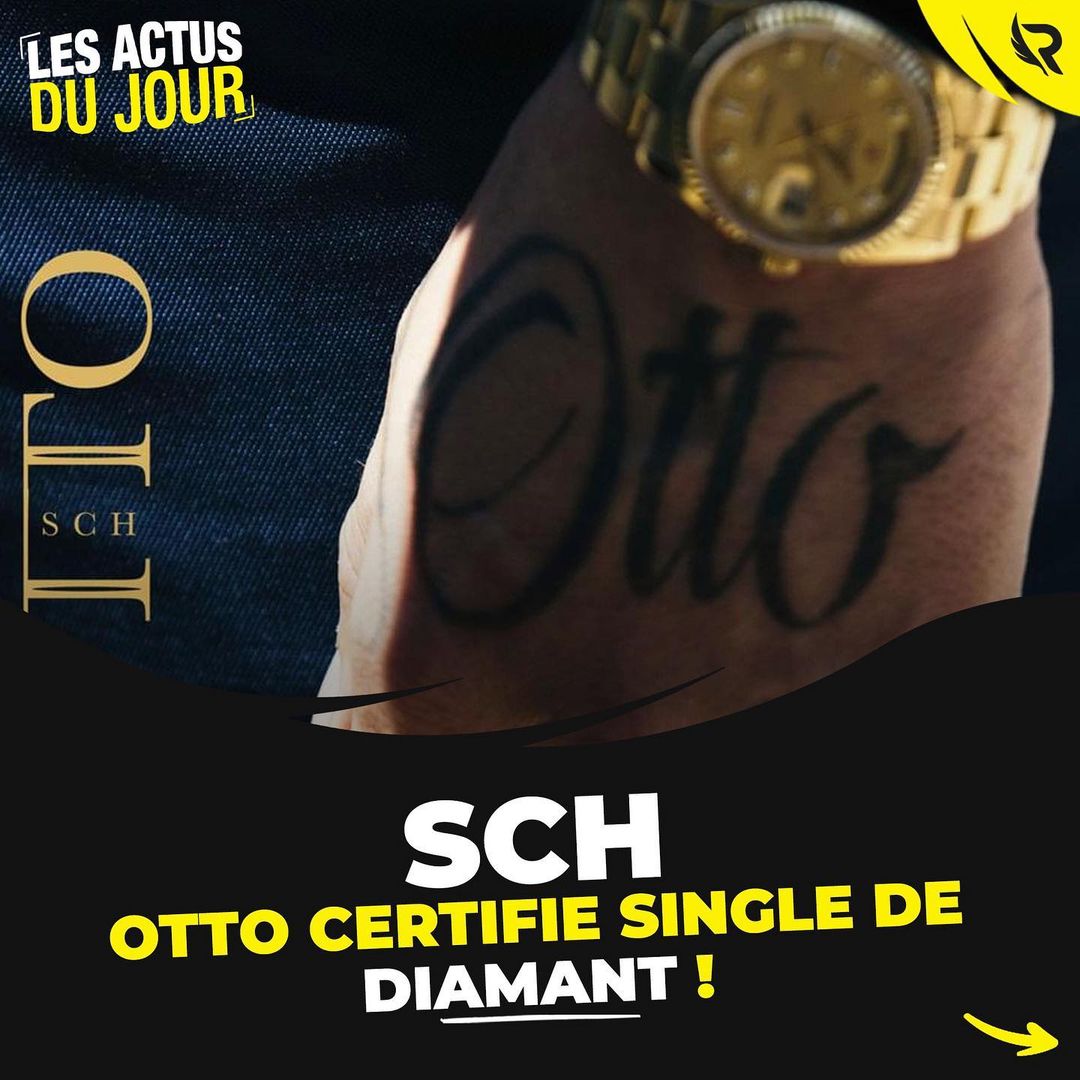 LES ACTUS
DU JOUR
R
OTTO
SCH
Otto
SCH
OTTO CERTIFIE SINGLE DE
DIAMANT !